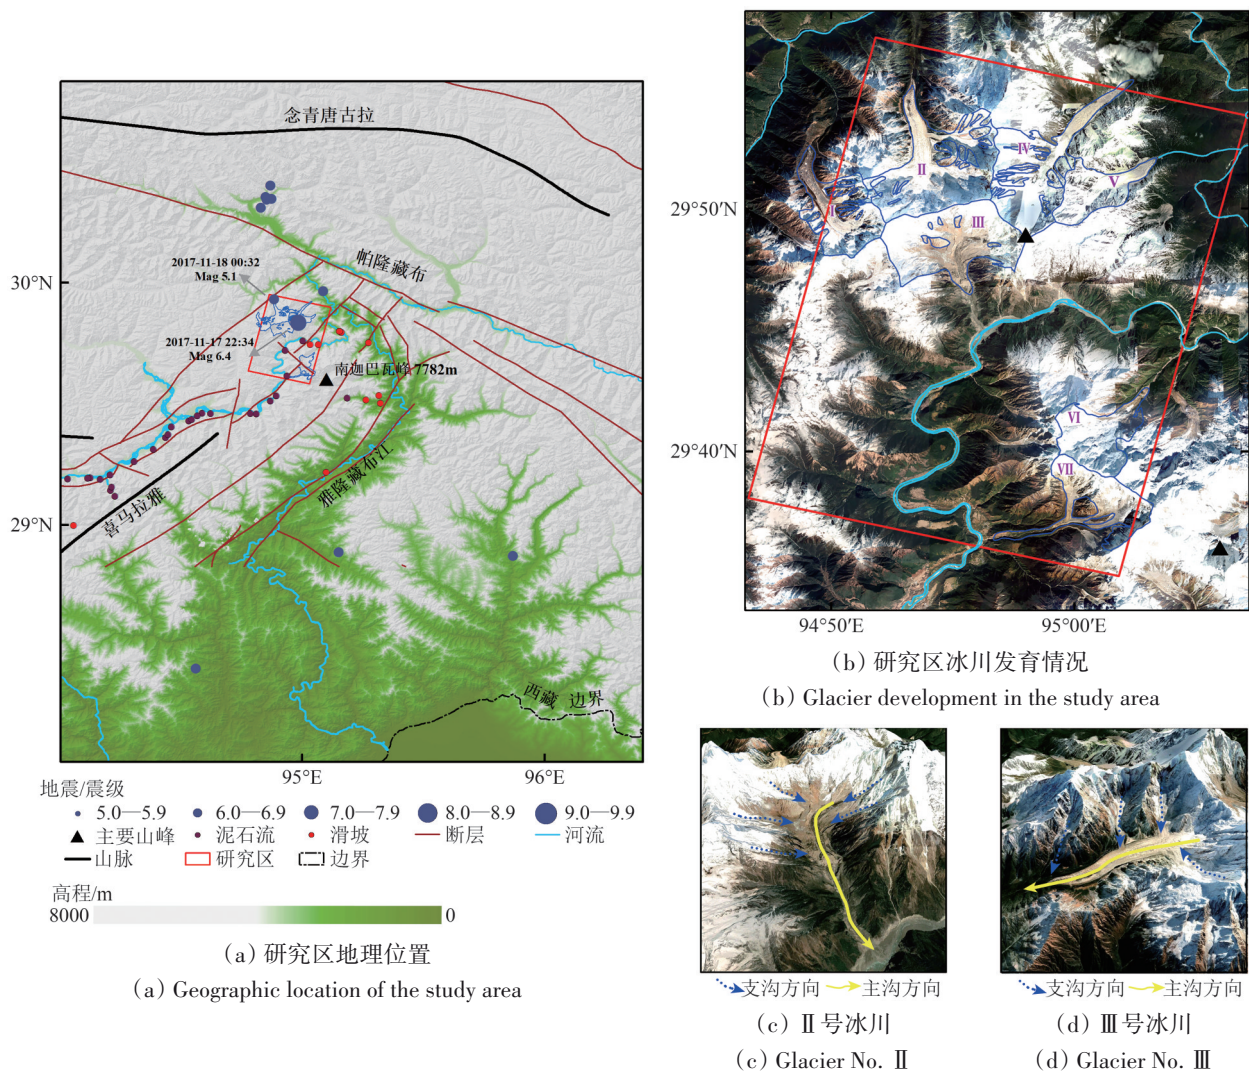 念青唐古拉
2017-11-18 00:32
Mag 5.1
帕隆藏布
30°N
2017-11-17 22:34
Mag 6.4
南迦巴瓦峰 7782m
雅隆藏布江
喜马拉雅
29°N
西藏 边界
95°E
96°E
地震/震级
5.0—5.9
6.0—6.9
7.0—7.9
8.0—8.9
9.0—9.9
主要山峰
泥石流
滑坡
断层
河流
山脉
研究区
边界
高程/m
8000
0
(a) 研究区地理位置
(a) Geographic location of the study area
29°50′N
29°40′N
I
II
III
IV
V
VI
VII
94°50′E
95°00′E
(b) 研究区冰川发育情况
(b) Glacier development in the study area
支沟方向
主沟方向
(c) Ⅱ号冰川
(c) Glacier No. Ⅱ
支沟方向
主沟方向
(d) Ⅲ号冰川
(d) Glacier No. Ⅲ